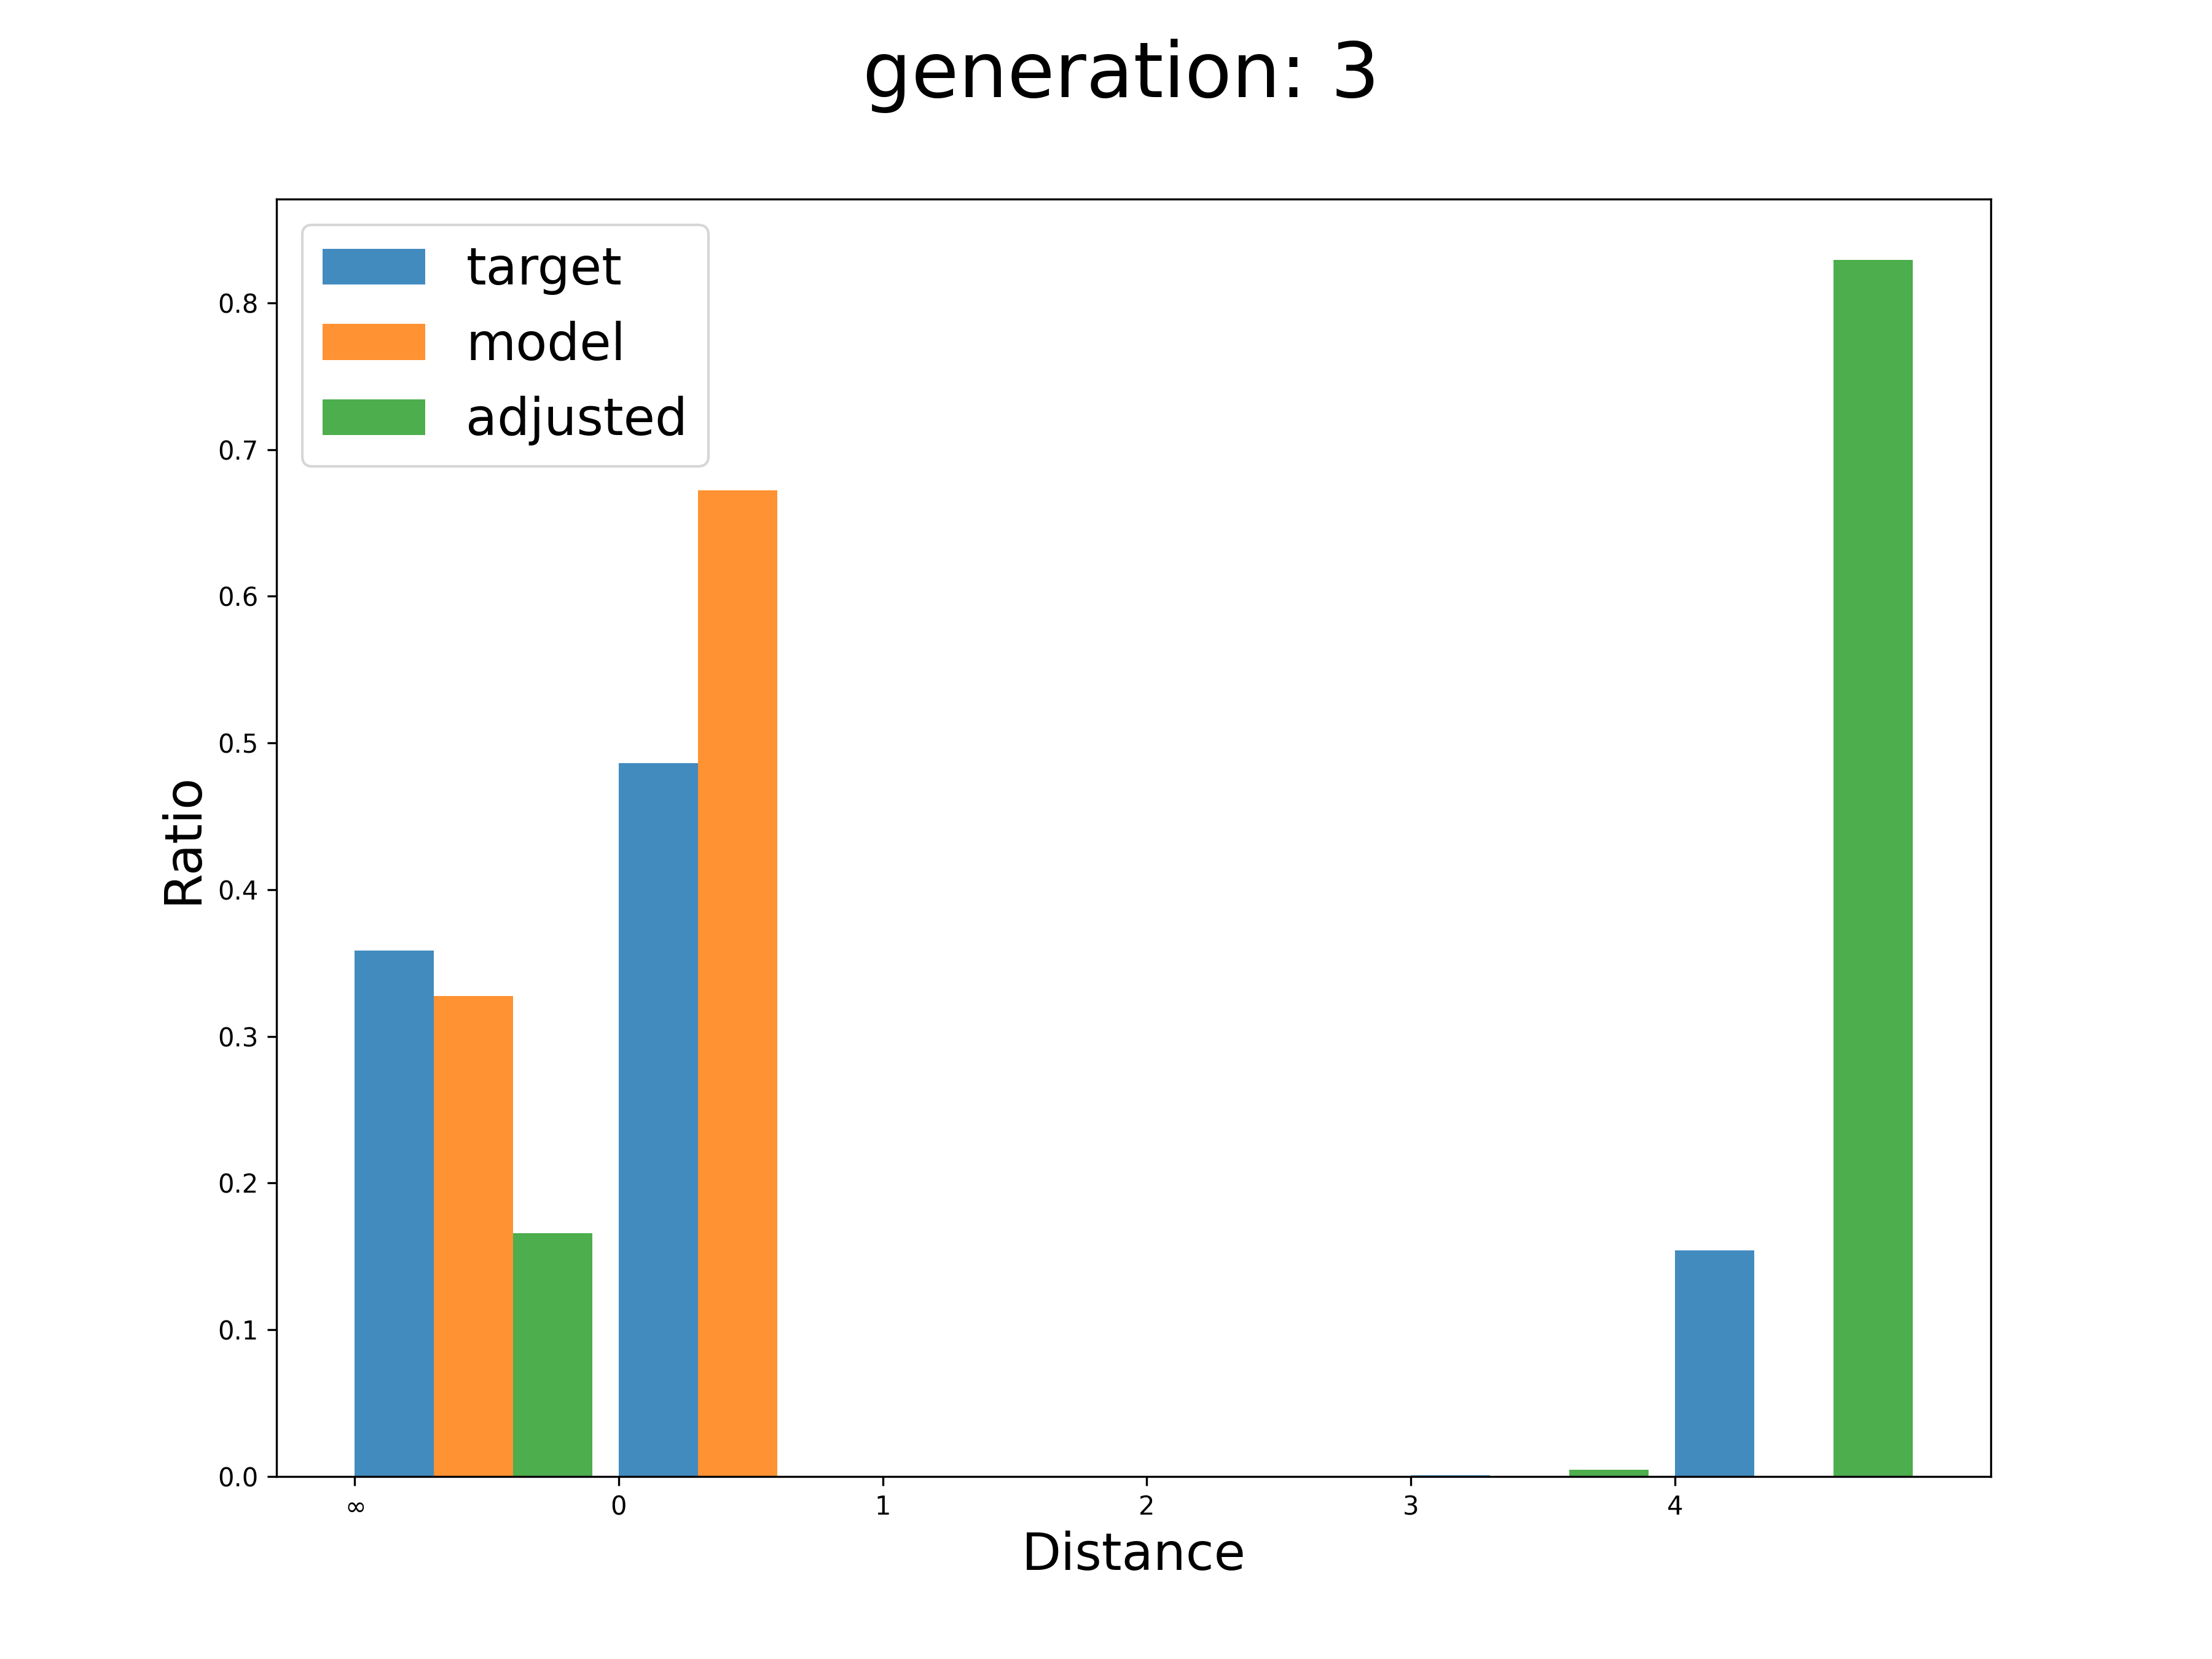 generation: 3
target
model
adjusted
0.8
0.7
0.6
0.5
0.4
0.3
0.2
0.1
0.0
Ratio
∞ 0 1 2 3 4
Distance